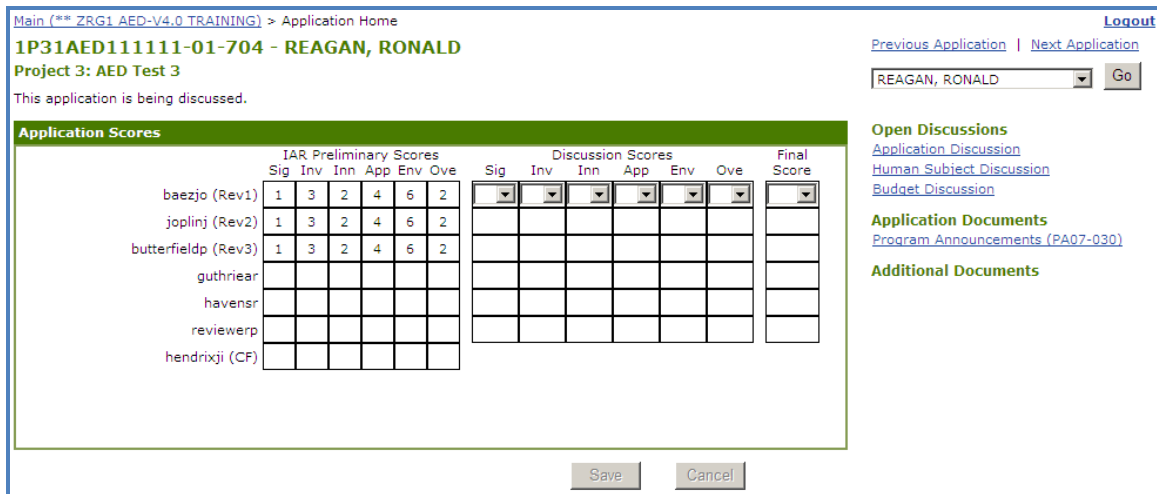 Main (** ZRG1 AED-V4.0 TRAINING) > Application Home
Logout
1P31AED111111-01-704 - REAGAN, RONALD
Project 3: AED Test 3
This application is being discussed.
Previous Application | Next Application
REAGAN, RONALD Go
Application Scores
IAR Preliminary Scores Discussion Scores Final
Sig Inv Inn App Env Ove Sig Inv Inn App Env Ove Score
baezjo (Rev1) 1 3 2 4 6 2
joplinj (Rev2) 1 3 2 4 6 2
butterfieldp (Rev3) 1 3 2 4 6 2
guthriear
havensr
reviewerp
hendrixji (CF)
Open Discussions
Application Discussion
Human Subject Discussion
Budget Discussion
Application Documents
Program Announcements (PA07-030)
Additional Documents
Save Cancel